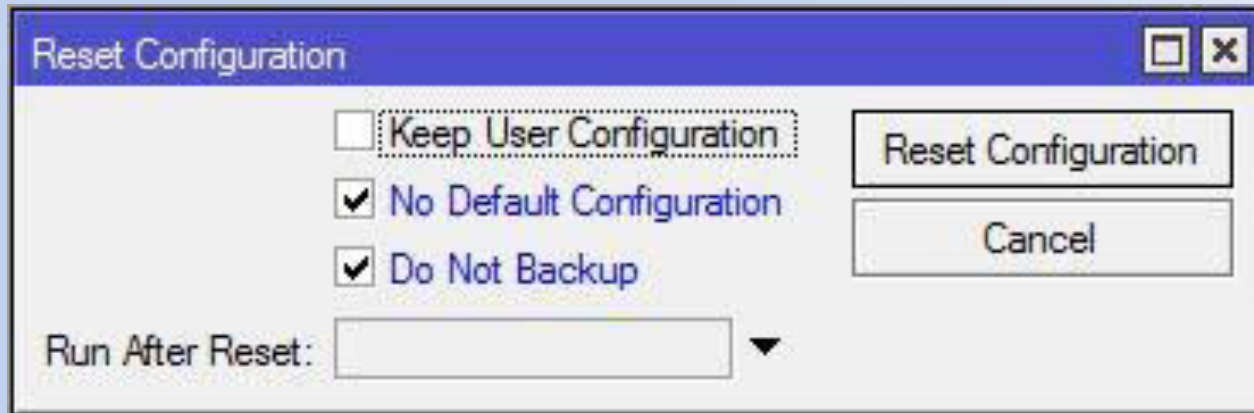 Reset Configuration
Keep User Configuration
Reset Configuration
No Default Configuration
Cancel
Do Not Backup
Run After Reset: